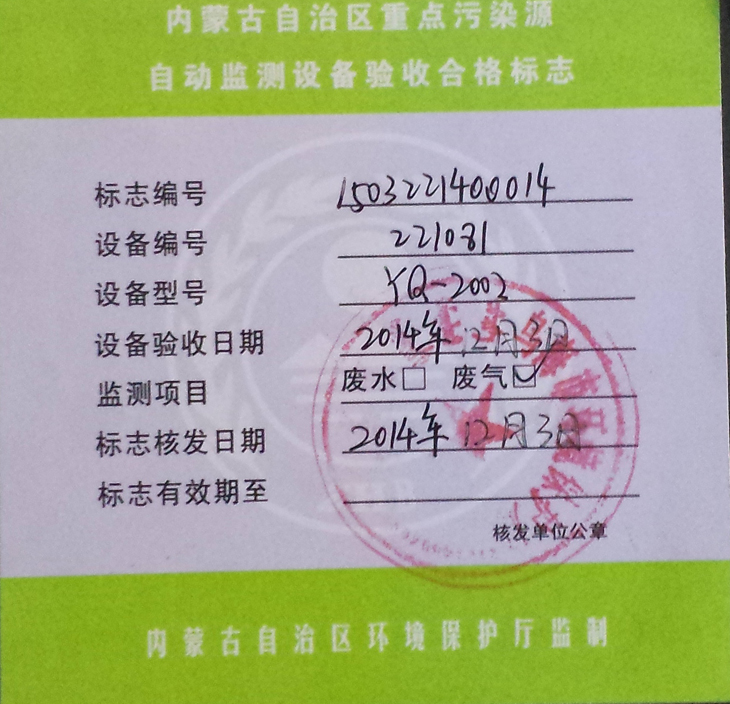 内蒙古自治区重点污染源
自动监测设备验收合格标志
标志编号 1503221400014
设备编号 221081
设备型号 YQ-2002
设备验收日期 2014年12月3日
监测项目 废水□ 废气☑
标志核发日期 2014年12月3日
标志有效期至
核发单位公章
内蒙古自治区环境保护厅监制